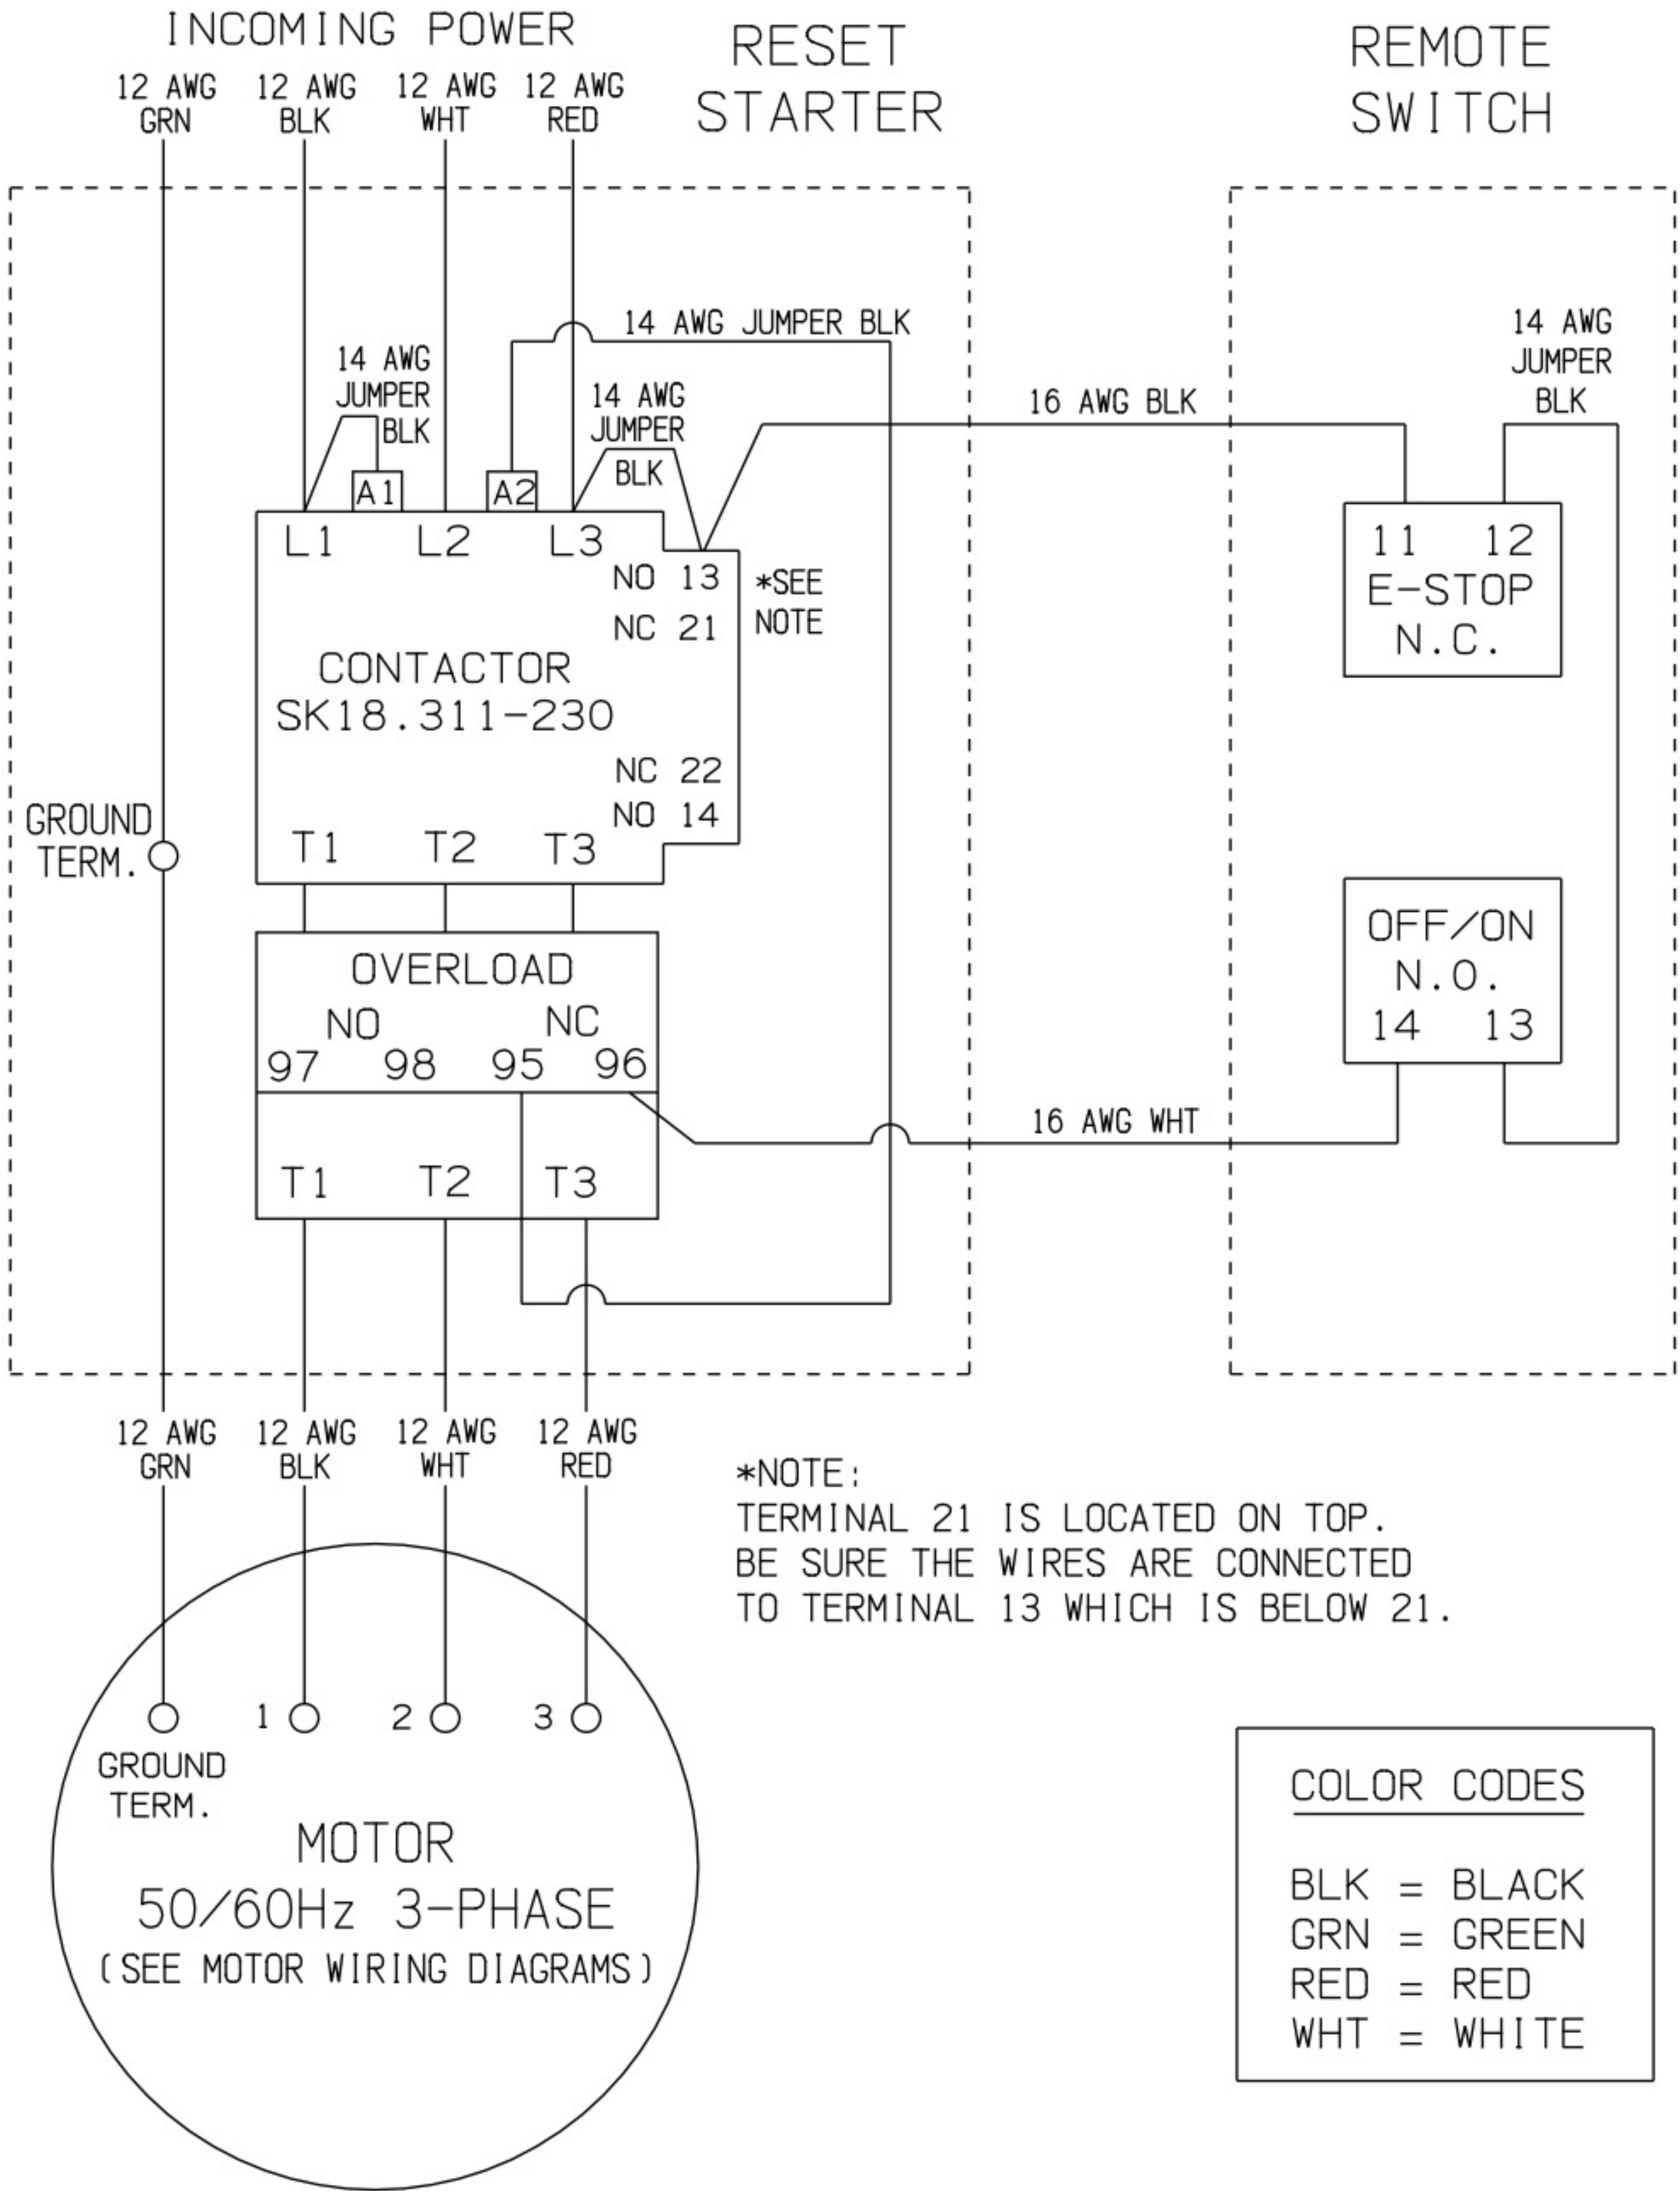 INCOMING POWER
RESET
STARTER
REMOTE
SWITCH
12 AWG
GRN
12 AWG
BLK
12 AWG
WHT
12 AWG
RED
14 AWG JUMPER BLK
14 AWG
JUMPER
BLK
14 AWG
JUMPER
BLK
16 AWG BLK
14 AWG
JUMPER
BLK
A1
A2
L1
L2
L3
NO 13
NC 21
*SEE
NOTE
CONTACTOR
SK18.311-230
NC 22
NO 14
T1
T2
T3
11 12
E-STOP
N.C.
GROUND
TERM.
OVERLOAD
NO
NC
97 98 95 96
T1
T2
T3
OFF/ON
N.O.
14 13
16 AWG WHT
12 AWG
GRN
12 AWG
BLK
12 AWG
WHT
12 AWG
RED
*NOTE:
TERMINAL 21 IS LOCATED ON TOP.
BE SURE THE WIRES ARE CONNECTED
TO TERMINAL 13 WHICH IS BELOW 21.
1
2
3
GROUND
TERM.
MOTOR
50/60Hz 3-PHASE
(SEE MOTOR WIRING DIAGRAMS)
COLOR CODES
BLK = BLACK
GRN = GREEN
RED = RED
WHT = WHITE